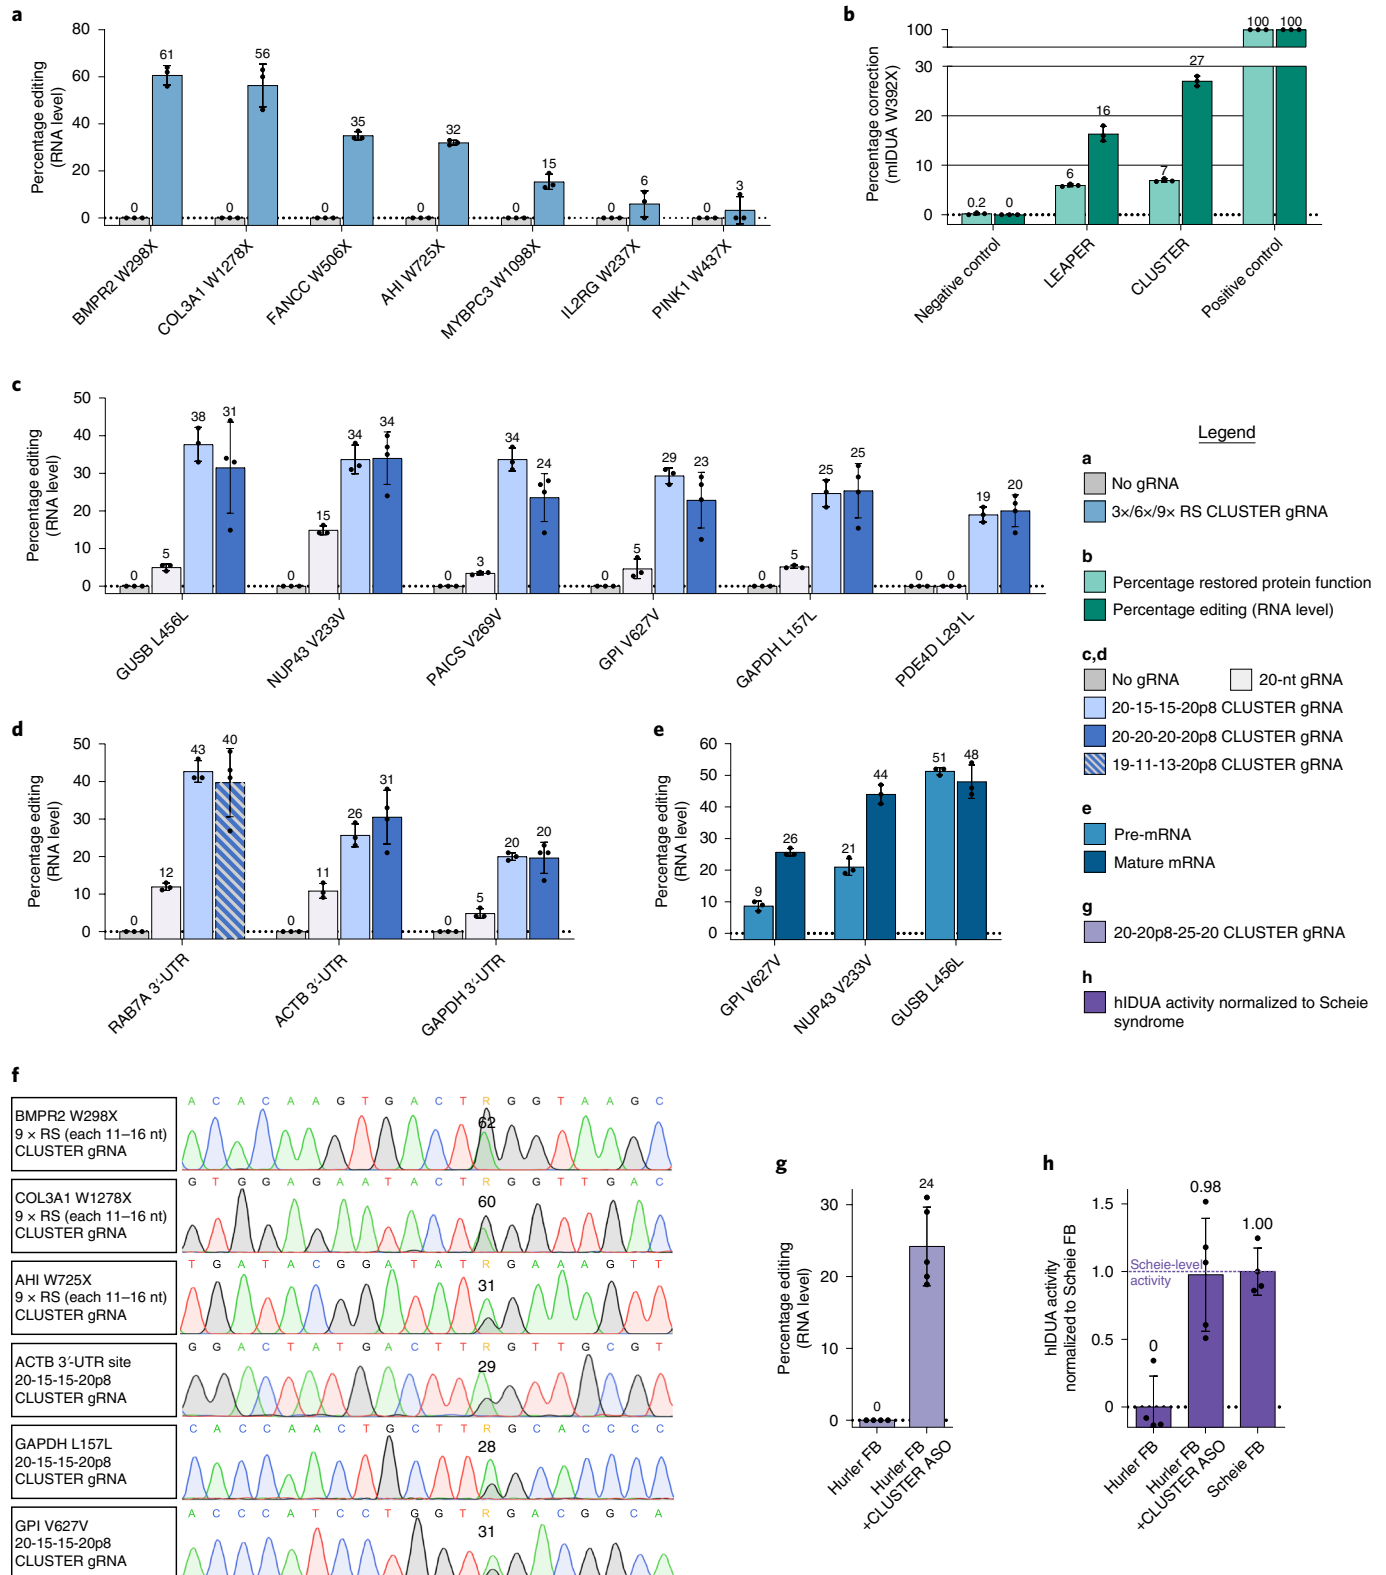 a
Percentage editing
(RNA level)
80
60
40
20
0
0 61
0 56
0 35
0 32
0 15
0 6
0 3
BMPR2 W298X
COL3A1 W1278X
FANCC W506X
AHI W725X
MYBPC3 W1098X
IL2RG W237X
PINK1 W437X
b
Percentage correction
(mIDUA W392X)
100
30
20
10
0
0.2 0
6 16
7 27
100 100
Negative control
LEAPER
CLUSTER
Positive control
c
Percentage editing
(RNA level)
50
40
30
20
10
0
0 5 38 31
0 15 34 34
0 3 34 24
0 5 29 23
0 5 25 25
0 0 19 20
GUSB L456L
NUP43 V233V
PAICS V269V
GPI V627V
GAPDH L157L
PDE4D L291L
Legend
a
No gRNA
3×/6×/9× RS CLUSTER gRNA
b
Percentage restored protein function
Percentage editing (RNA level)
c,d
No gRNA 20-nt gRNA
20-15-15-20p8 CLUSTER gRNA
20-20-20-20p8 CLUSTER gRNA
19-11-13-20p8 CLUSTER gRNA
e
Pre-mRNA
Mature mRNA
g
20-20p8-25-20 CLUSTER gRNA
h
hIDUA activity normalized to Scheie
syndrome
d
Percentage editing
(RNA level)
50
40
30
20
10
0
0 12 43 40
0 11 26 31
0 5 20 20
RAB7A 3′-UTR
ACTB 3′-UTR
GAPDH 3′-UTR
e
Percentage editing
(RNA level)
60
50
40
30
20
10
0
9 26
21 44
51 48
GPI V627V
NUP43 V233V
GUSB L456L
f
BMPR2 W298X
9 × RS (each 11–16 nt)
CLUSTER gRNA
A C A C A A G T G A C T R G G T A A G C
62
COL3A1 W1278X
9 × RS (each 11–16 nt)
CLUSTER gRNA
G T G G A G A A T A C T R G G T T G A C
60
AHI W725X
9 × RS (each 11–16 nt)
CLUSTER gRNA
T G A T A C G G A T A T R G A A A G T T
31
ACTB 3′-UTR site
20-15-15-20p8
CLUSTER gRNA
G G A C T A T G A C T T R G T T G C G T
29
GAPDH L157L
20-15-15-20p8
CLUSTER gRNA
C A C C A A C T G C T T R G C A C C C C
28
GPI V627V
20-15-15-20p8
CLUSTER gRNA
A C C C A T C C T G G T R G A C G G C A
31
g
Percentage editing
(RNA level)
30
20
10
0
0
24
Hurler FB
Hurler FB
+CLUSTER ASO
h
hIDUA activity
normalized to Scheie FB
1.5
1.0
0.5
0
Scheie-level
activity
0
0.98
1.00
Hurler FB
Hurler FB
+CLUSTER ASO
Scheie FB